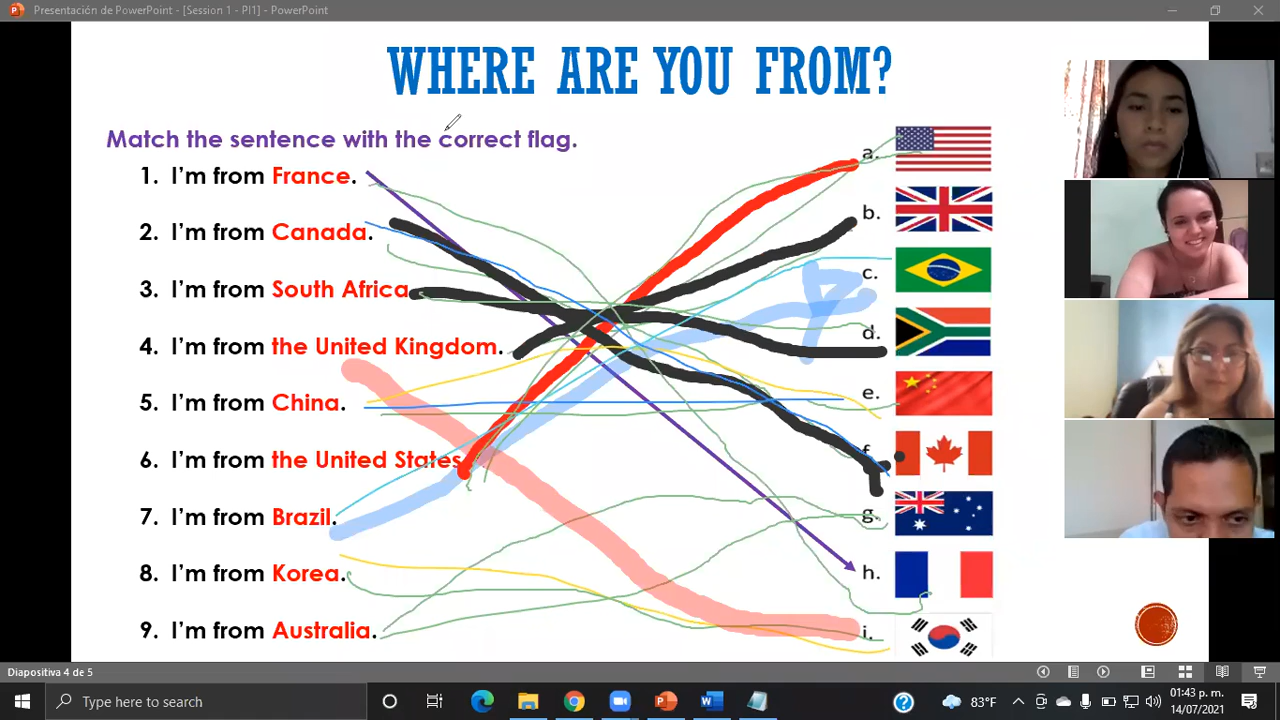 Presentación de PowerPoint - [Session 1 - PI1] - PowerPoint
WHERE ARE YOU FROM?
Match the sentence with the correct flag.
1. I'm from France.
2. I'm from Canada.
3. I'm from South Africa
4. I'm from the United Kingdom.
5. I'm from China.
6. I'm from the United States
7. I'm from Brazil.
8. I'm from Korea.
9. I'm from Australia.
a.
b.
c.
d.
e.
f.
g.
h.
i.
Diapositiva 4 de 5
Type here to search
83°F
01:43 p. m.
14/07/2021